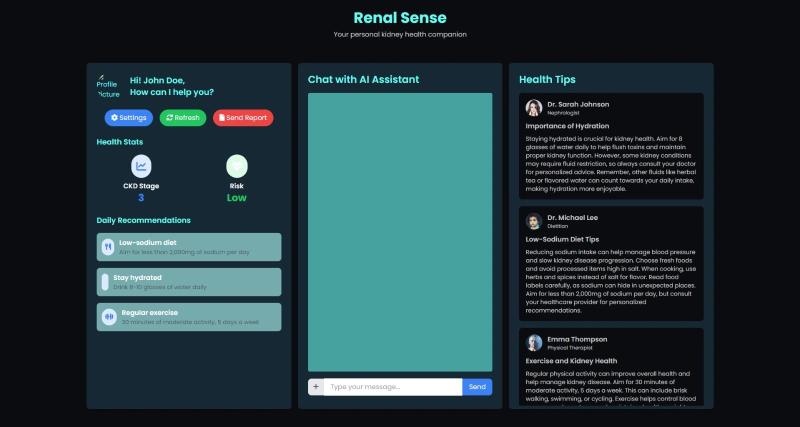 Renal Sense
Your personal kidney health companion
Profile
Picture
Hi! John Doe,
How can I help you?
Settings
Refresh
Send Report
Health Stats
CKD Stage
3
Risk
Low
Daily Recommendations
Low-sodium diet
Aim for less than 2,000mg of sodium per day
Stay hydrated
Drink 8-10 glasses of water daily
Regular exercise
30 minutes of moderate activity, 5 days a week
Chat with AI Assistant
+ Type your message...
Send
Health Tips
Dr. Sarah Johnson
Nephrologist
Importance of Hydration
Staying hydrated is crucial for kidney health. Aim for 8
glasses of water daily to help flush toxins and maintain
proper kidney function. However, some kidney conditions
may require fluid restriction, so always consult your doctor
for personalized advice. Remember, other fluids like herbal
tea or flavored water can count towards your daily intake,
making hydration more enjoyable.
Dr. Michael Lee
Dietitian
Low-Sodium Diet Tips
Reducing sodium intake can help manage blood pressure
and slow kidney disease progression. Choose fresh foods
and avoid processed items high in salt. When cooking, use
herbs and spices instead of salt for flavor. Read food
labels carefully, as sodium can hide in unexpected places.
Aim for less than 2,000mg of sodium per day, but consult
your healthcare provider for personalized
recommendations.
Emma Thompson
Physical Therapist
Exercise and Kidney Health
Regular physical activity can improve overall health and
help manage kidney disease. Aim for 30 minutes of
moderate activity, 5 days a week. This can include brisk
walking, swimming, or cycling. Exercise helps control blood